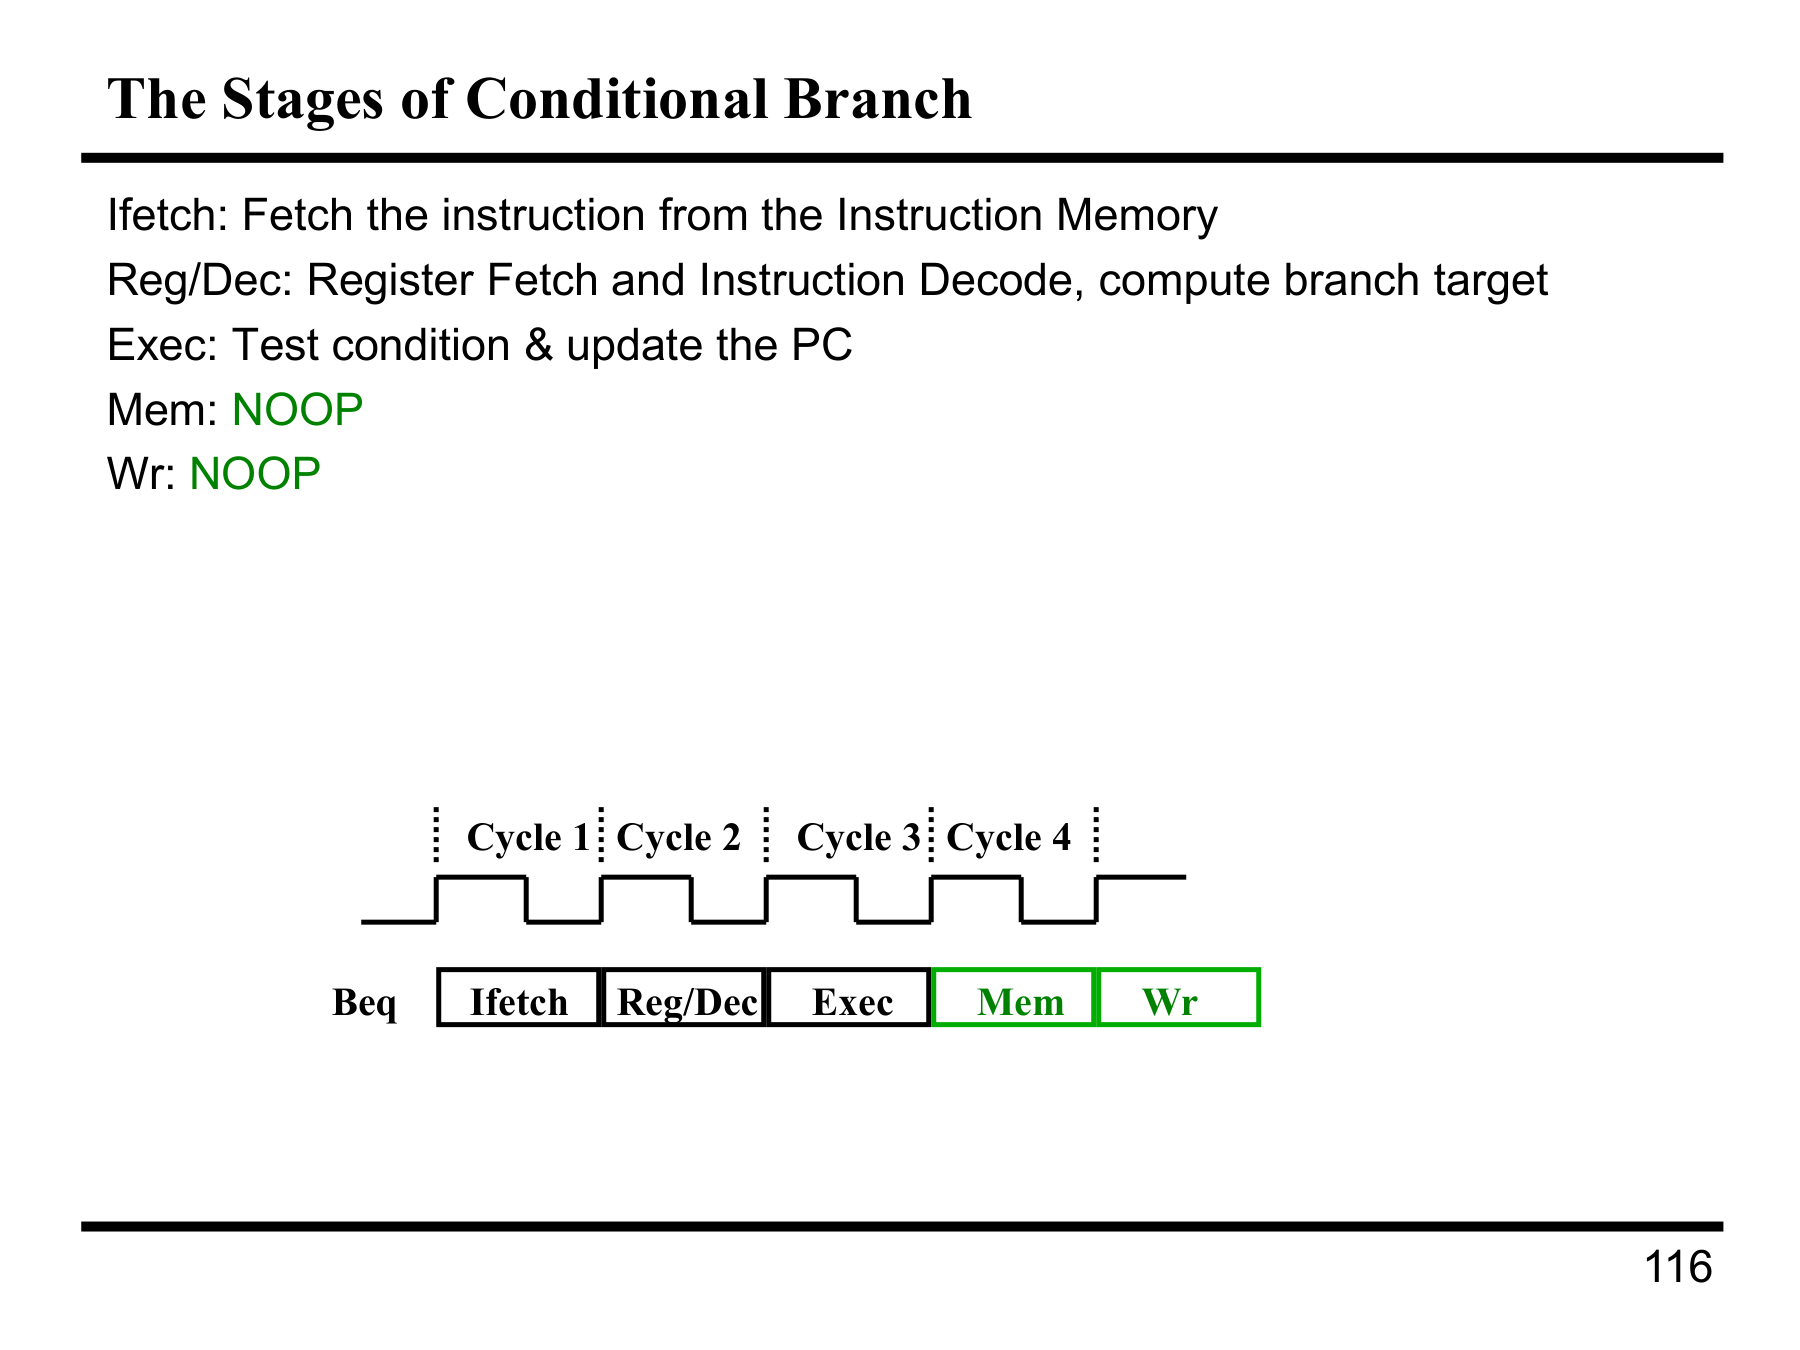 The Stages of Conditional Branch
Ifetch: Fetch the instruction from the Instruction Memory
Reg/Dec: Register Fetch and Instruction Decode, compute branch target
Exec: Test condition & update the PC
Mem: NOOP
Wr: NOOP
Cycle 1 Cycle 2 Cycle 3 Cycle 4
Beq Ifetch Reg/Dec Exec Mem Wr
116